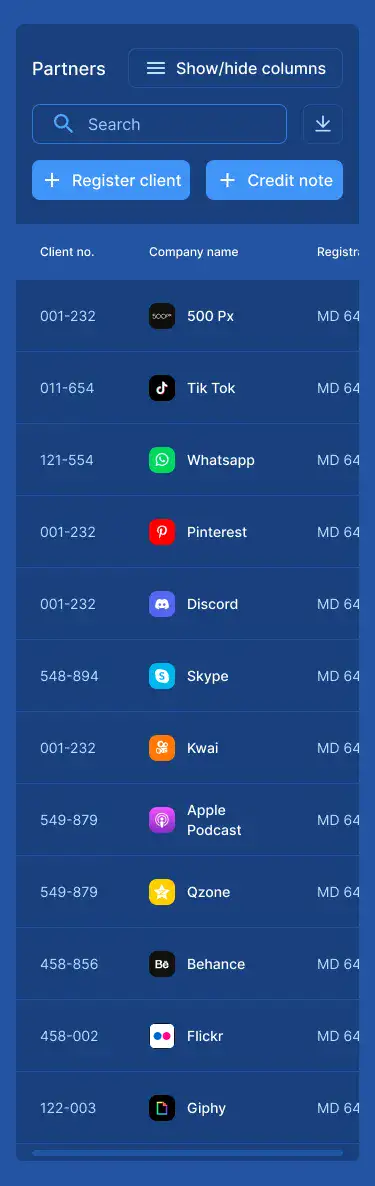 Partners
Show/hide columns
Search
Register client
Credit note
Client no. Company name Registra
001-232 500px 500 Px MD 64
011-654 Tik Tok MD 64
121-554 Whatsapp MD 64
001-232 Pinterest MD 64
001-232 Discord MD 64
548-894 S Skype MD 64
001-232 Kwai MD 64
549-879 Apple
Podcast MD 64
549-879 Qzone MD 64
458-856 Bē Behance MD 64
458-002 Flickr MD 64
122-003 Giphy MD 64